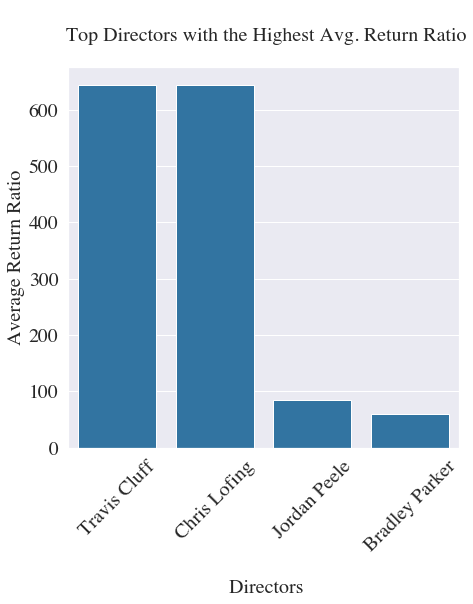 Top Directors with the Highest Avg. Return Ratio
Average Return Ratio
600
500
400
300
200
100
0
Travis Cluff
Chris Lofing
Jordan Peele
Bradley Parker
Directors